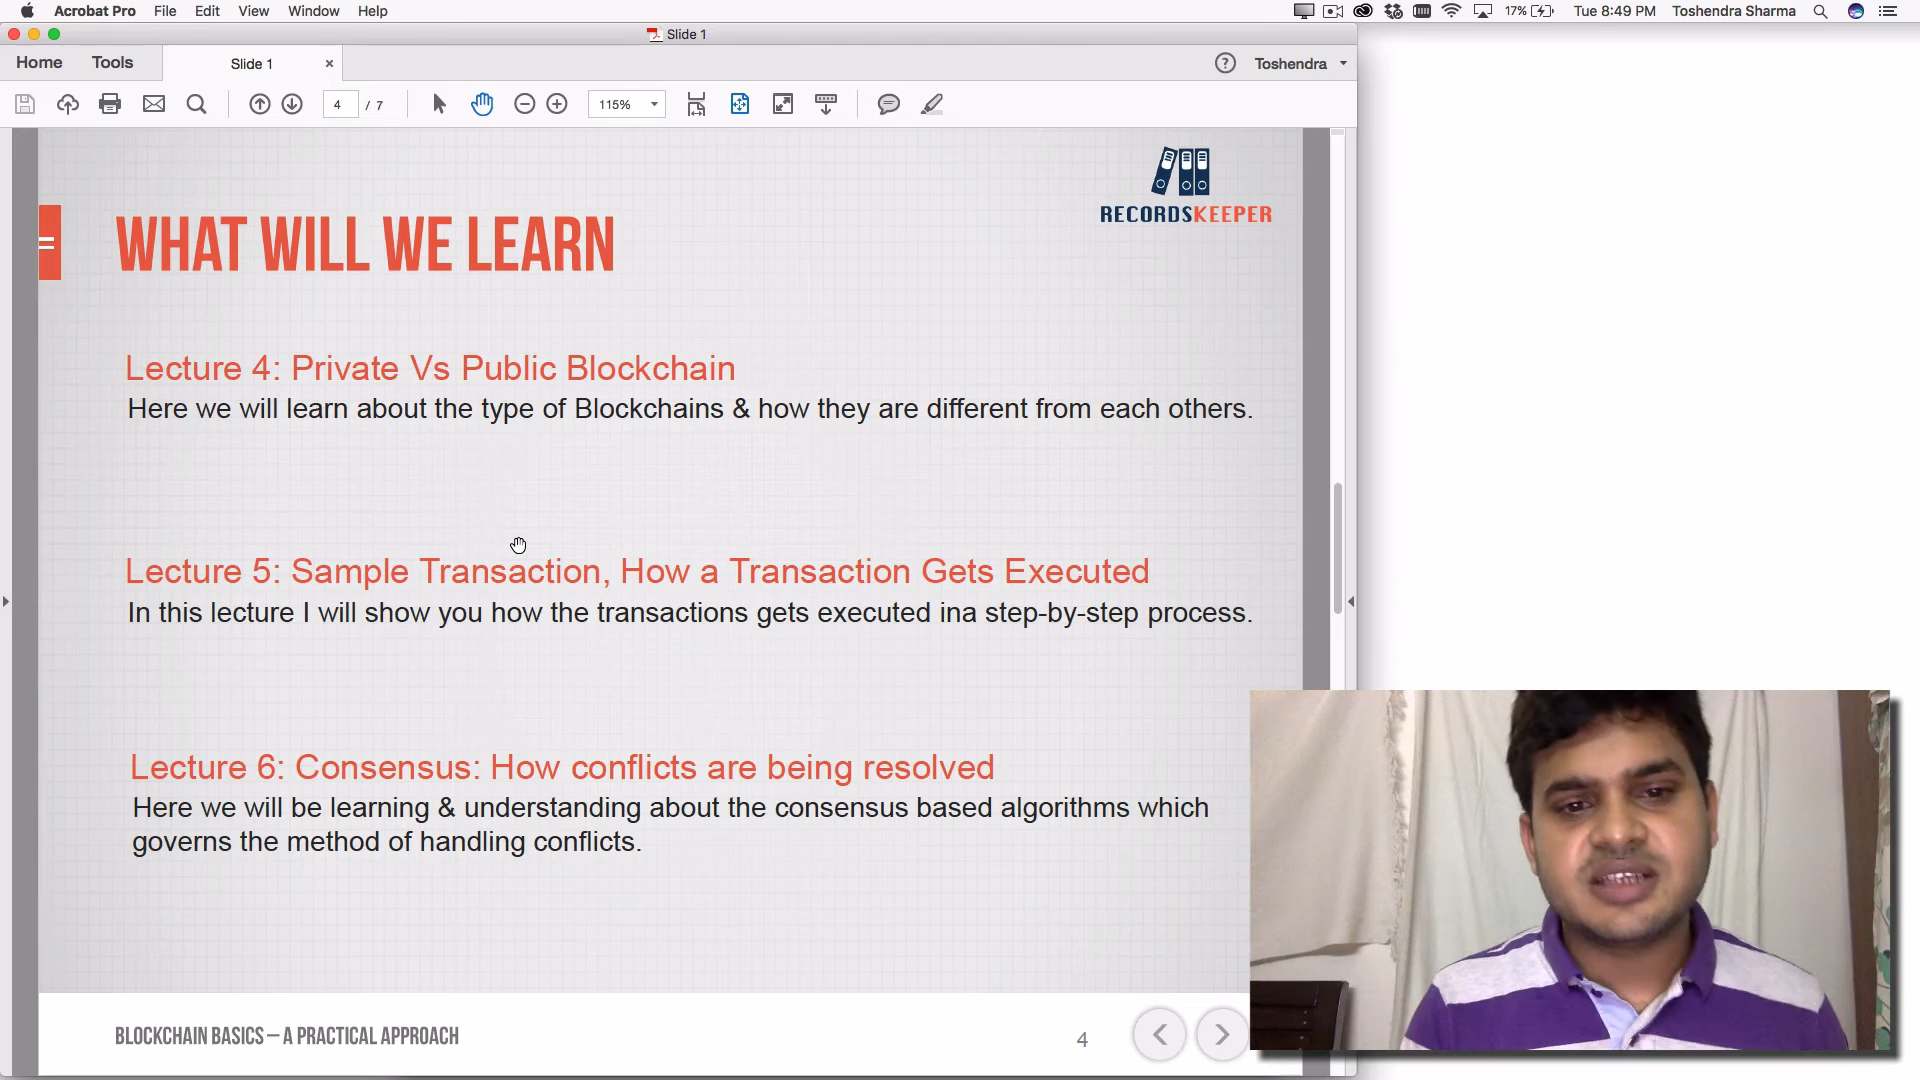 Acrobat Pro File Edit View Window Help 17% Tue 8:49 PM Toshendra Sharma
Slide 1
Home Tools Slide 1 × ? Toshendra
4 / 7 115%
RECORDSKEEPER
WHAT WILL WE LEARN
Lecture 4: Private Vs Public Blockchain
Here we will learn about the type of Blockchains & how they are different from each others.
Lecture 5: Sample Transaction, How a Transaction Gets Executed
In this lecture I will show you how the transactions gets executed ina step-by-step process.
Lecture 6: Consensus: How conflicts are being resolved
Here we will be learning & understanding about the consensus based algorithms which
governs the method of handling conflicts.
BLOCKCHAIN BASICS – A PRACTICAL APPROACH
4